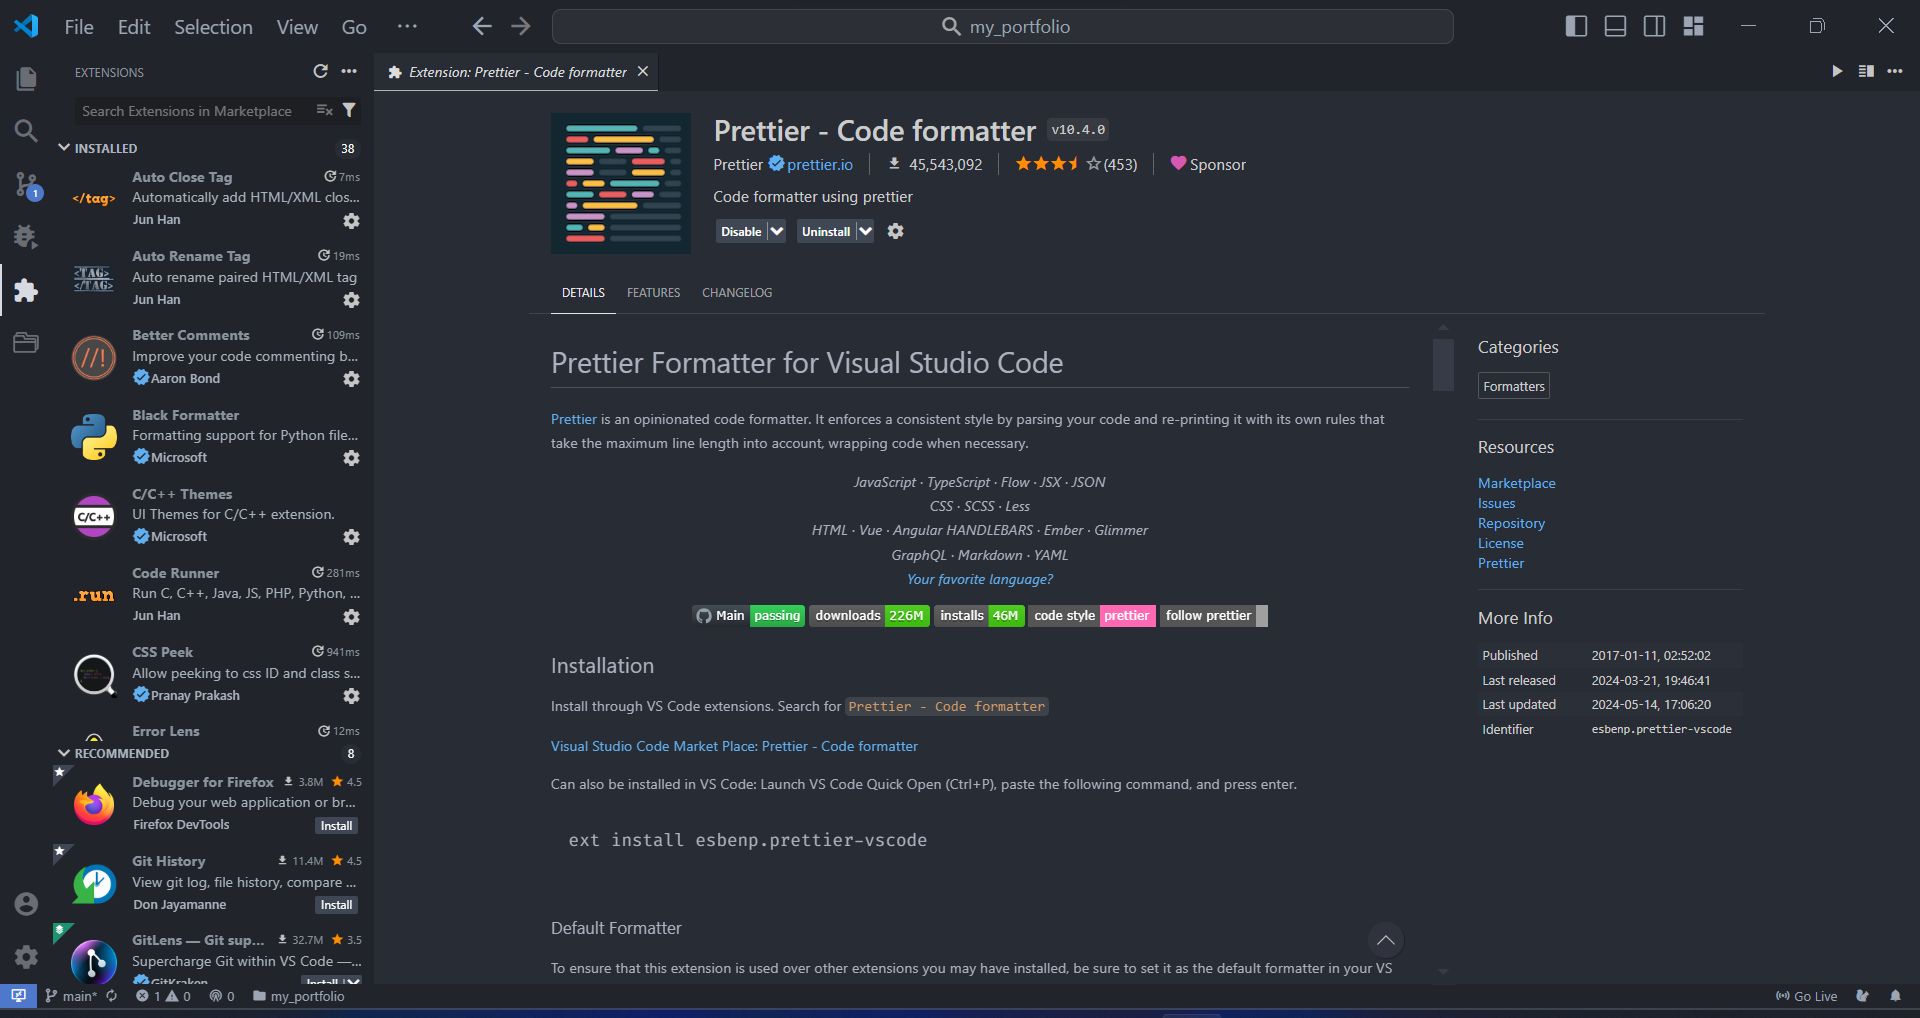 File Edit Selection View Go ···
my_portfolio
EXTENSIONS
Search Extensions in Marketplace
INSTALLED 38
Auto Close Tag 7ms
Automatically add HTML/XML clos...
Jun Han
Auto Rename Tag 19ms
Auto rename paired HTML/XML tag
Jun Han
Better Comments 109ms
Improve your code commenting b...
Aaron Bond
Black Formatter
Formatting support for Python file...
Microsoft
C/C++ Themes
UI Themes for C/C++ extension.
Microsoft
Code Runner 281ms
Run C, C++, Java, JS, PHP, Python, ...
Jun Han
CSS Peek 941ms
Allow peeking to css ID and class s...
Pranay Prakash
Error Lens 12ms
RECOMMENDED 8
Debugger for Firefox 3.8M 4.5
Debug your web application or br...
Firefox DevTools Install
Git History 11.4M 4.5
View git log, file history, compare ...
Don Jayamanne Install
GitLens — Git sup... 32.7M 3.5
Supercharge Git within VS Code —...
GitKraken Install
1
</tag>
<TAG>
</TAG>
//!
C/C++
.run
Extension: Prettier - Code formatter
Prettier - Code formatter v10.4.0
Prettier prettier.io 45,543,092 (453) Sponsor
Code formatter using prettier
Disable Uninstall
DETAILS FEATURES CHANGELOG
Prettier Formatter for Visual Studio Code
Prettier is an opinionated code formatter. It enforces a consistent style by parsing your code and re-printing it with its own rules that
take the maximum line length into account, wrapping code when necessary.
JavaScript · TypeScript · Flow · JSX · JSON
CSS · SCSS · Less
HTML · Vue · Angular HANDLEBARS · Ember · Glimmer
GraphQL · Markdown · YAML
Your favorite language?
Main passing downloads 226M installs 46M code style prettier follow prettier
Installation
Install through VS Code extensions. Search for Prettier - Code formatter
Visual Studio Code Market Place: Prettier - Code formatter
Can also be installed in VS Code: Launch VS Code Quick Open (Ctrl+P), paste the following command, and press enter.
ext install esbenp.prettier-vscode
Default Formatter
To ensure that this extension is used over other extensions you may have installed, be sure to set it as the default formatter in your VS
Categories
Formatters
Resources
Marketplace
Issues
Repository
License
Prettier
More Info
Published 2017-01-11, 02:52:02
Last released 2024-03-21, 19:46:41
Last updated 2024-05-14, 17:06:20
Identifier esbenp.prettier-vscode
main* 1 0 0 my_portfolio
Go Live